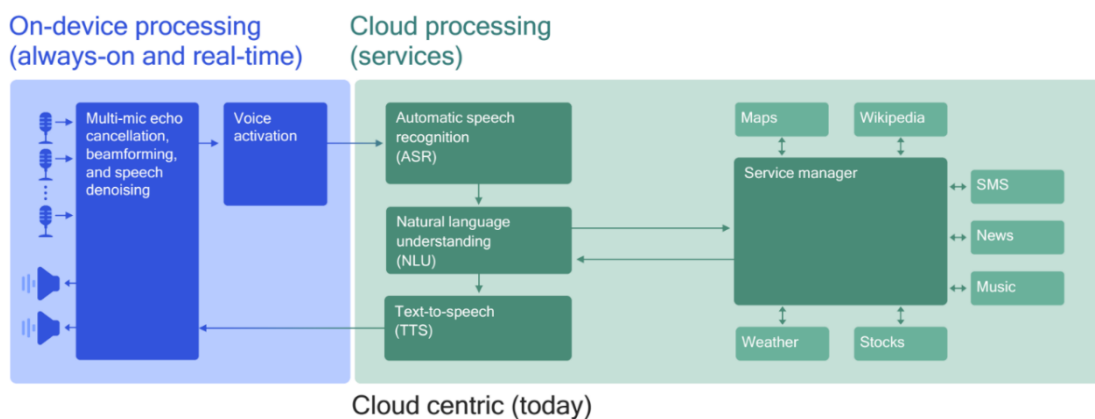 On-device processing
(always-on and real-time)
Cloud processing
(services)
Multi-mic echo
cancellation,
beamforming,
and speech
denoising
Voice
activation
Automatic speech
recognition
(ASR)
Natural language
understanding
(NLU)
Text-to-speech
(TTS)
Maps
Wikipedia
Service manager
SMS
News
Music
Weather
Stocks
Cloud centric (today)